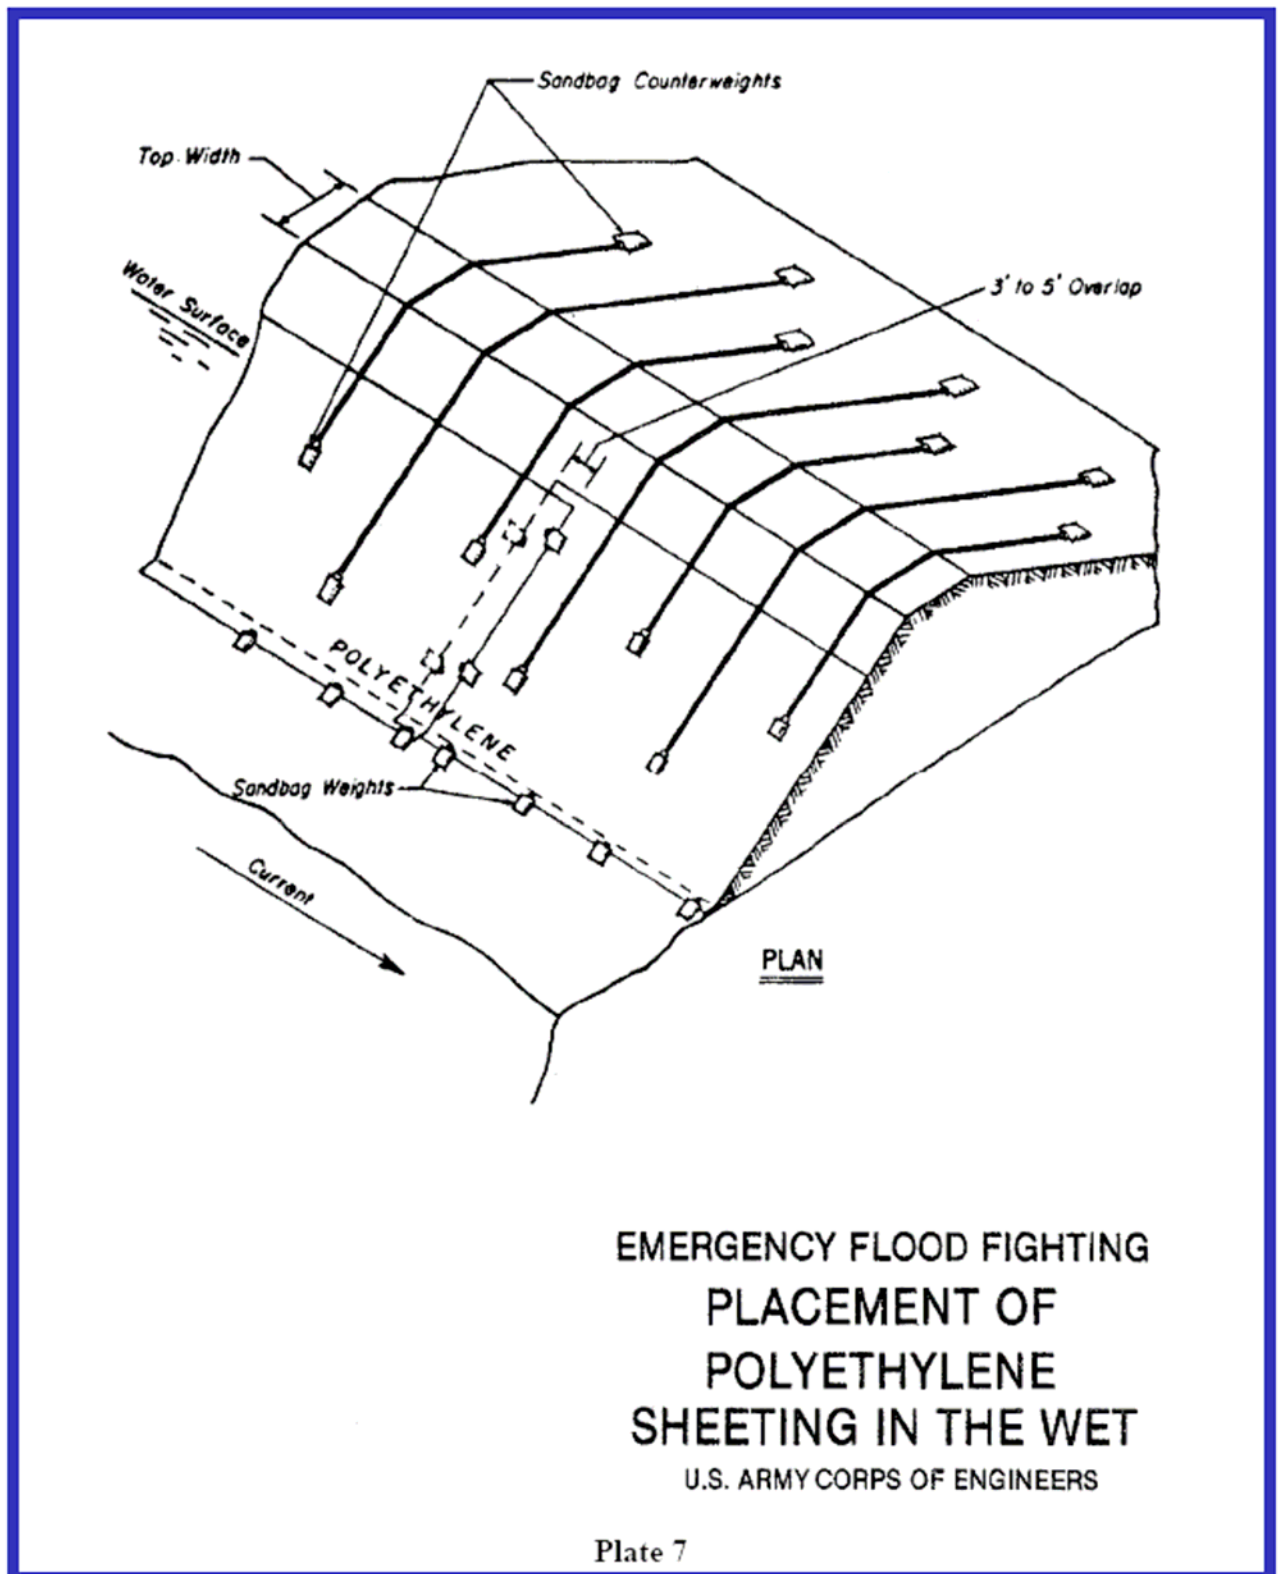 Sandbag Counterweights
Top Width
Water Surface
3' to 5' Overlap
POLYETHYLENE
Sandbag Weights
Current
PLAN
EMERGENCY FLOOD FIGHTING
PLACEMENT OF
POLYETHYLENE
SHEETING IN THE WET
U.S. ARMY CORPS OF ENGINEERS
Plate 7